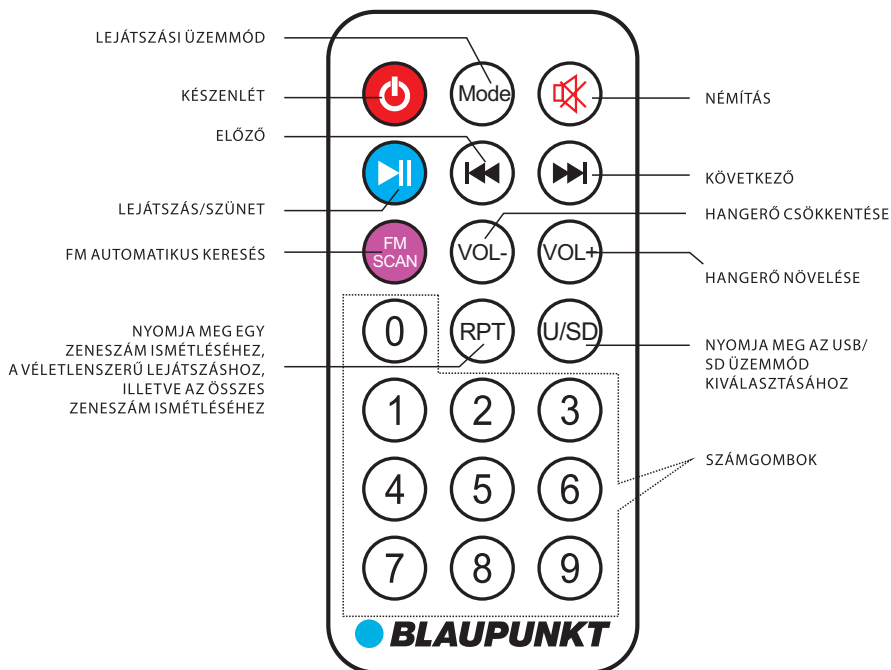 LEJÁTSZÁSI ÜZEMMÓD
KÉSZENLÉT
ELŐZŐ
LEJÁTSZÁS/SZÜNET
FM AUTOMATIKUS KERESÉS
NYOMJA MEG EGY
ZENESZÁM ISMÉTLÉSÉHEZ,
A VÉLETLENSZERŰ LEJÁTSZÁSHOZ,
ILLETVE AZ ÖSSZES
ZENESZÁM ISMÉTLÉSÉHEZ
Mode
FM
SCAN
VOL-
VOL+
0
RPT
U/SD
1
2
3
4
5
6
7
8
9
BLAUPUNKT
NÉMÍTÁS
KÖVETKEZŐ
HANGERŐ CSÖKKENTÉSE
HANGERŐ NÖVELÉSE
NYOMJA MEG AZ USB/
SD ÜZEMMÓD
KIVÁLASZTÁSÁHOZ
SZÁMGOMBOK